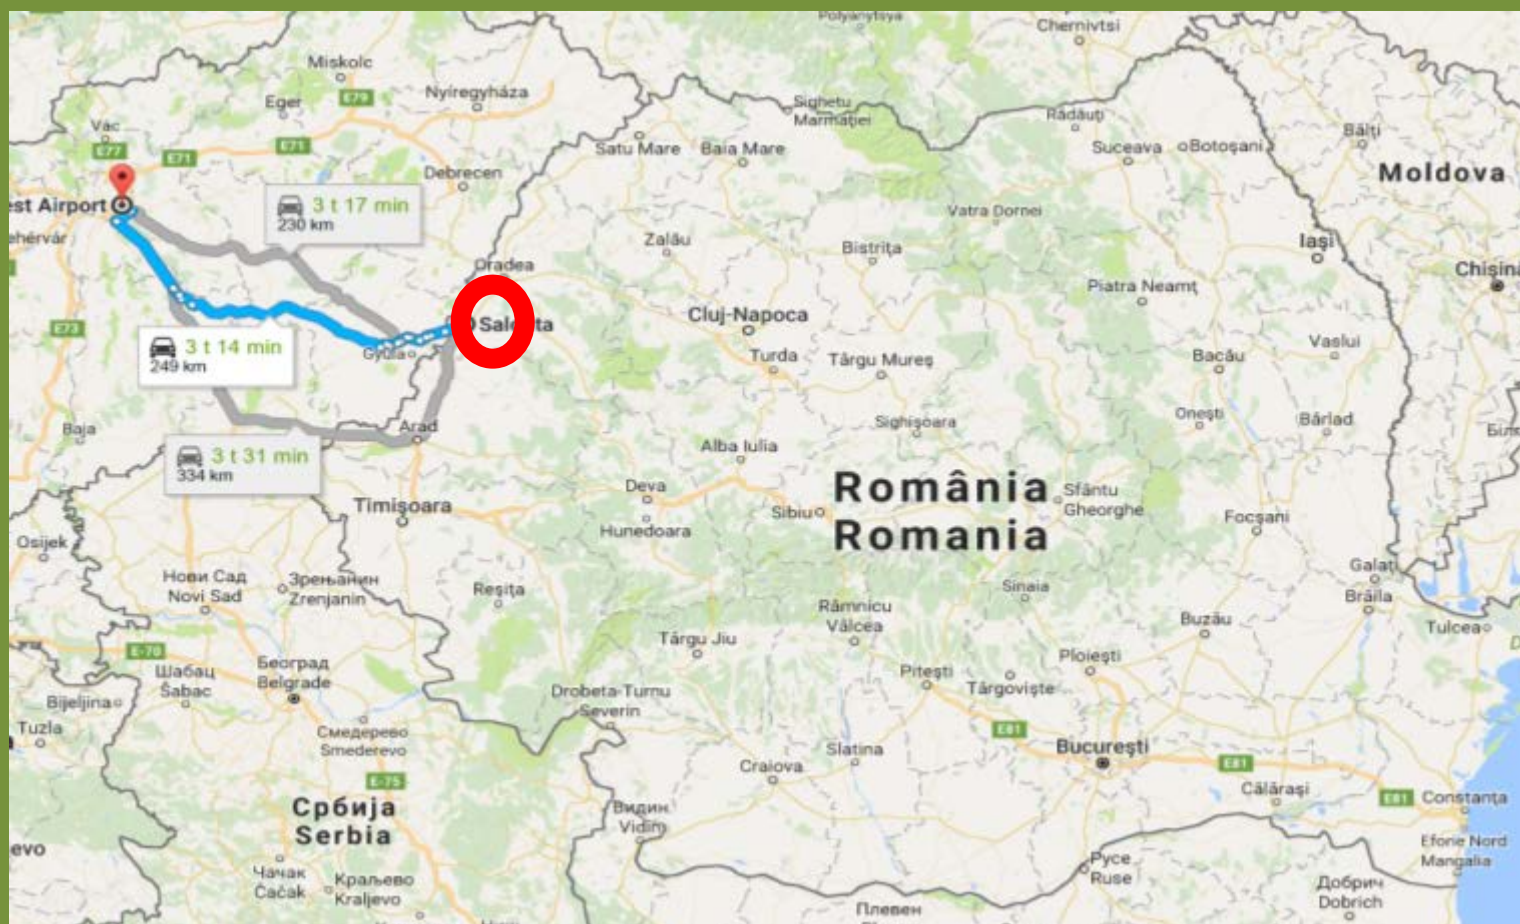 Polyanytsya
Chernivtsi
Miskolc
E79
Nyíregyháza
Eger
Sighetu
Marmației
Rădăuți
Vác
E77
E71
E71
Satu Mare
Baia Mare
Suceava
Botoșani
Bălți
Moldova
Debrecen
est Airport
3 t 17 min
230 km
ehérvár
Vatra Dornei
Zalău
Bistrița
Iași
Oradea
Piatra Neamț
E73
Cluj-Napoca
3 t 14 min
249 km
Gyula
Turda
Târgu Mureș
Bacău
Vaslui
Baja
Arad
Sighișoara
Onești
Bârlad
3 t 31 min
334 km
Alba Iulia
Timișoara
Deva
Hunedoara
Sibiu
România
Romania
Sfântu
Gheorghe
Focșani
Osijek
Нови Сад
Novi Sad
Зрењанин
Zrenjanin
Reșița
Sinaia
Galați
Brăila
Râmnicu
Vâlcea
Buzău
Tulcea
Târgu Jiu
E-70
Шабац
Šabac
Београд
Belgrade
Bijeljina
Pitești
Târgoviște
Ploiești
Drobeta-Turnu
Severin
Tuzla
Смедерево
Smederevo
E81
București
Slatina
Craiova
E81
E-75
Călărași
E81
Constanța
Србија
Serbia
Видин
Vidin
Eforie Nord
Mangalia
evo
Чачак
Čačak
Краљево
Kraljevo
Русе
Ruse
Добрич
Dobrich
Плевен